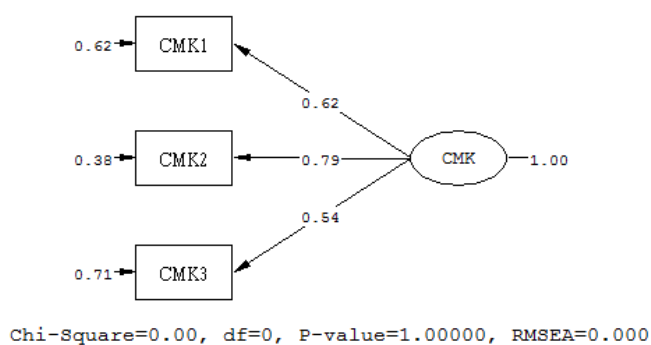 0.62 CMK1
0.62
0.38 CMK2 0.79 CMK 1.00
0.54
0.71 CMK3
Chi-Square=0.00, df=0, P-value=1.00000, RMSEA=0.000